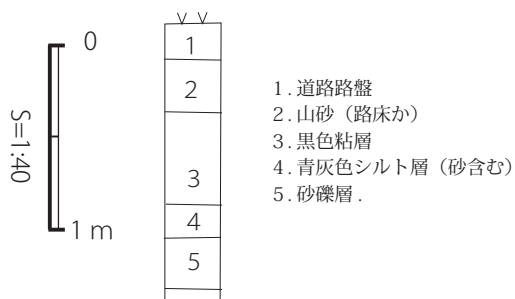 0
1 m
S=1:40
1
2
3
4
5
1 . 道路路盤
2 . 山砂（路床か）
3 . 黒色粘層
4 . 青灰色シルト層（砂含む）
5 . 砂礫層 .